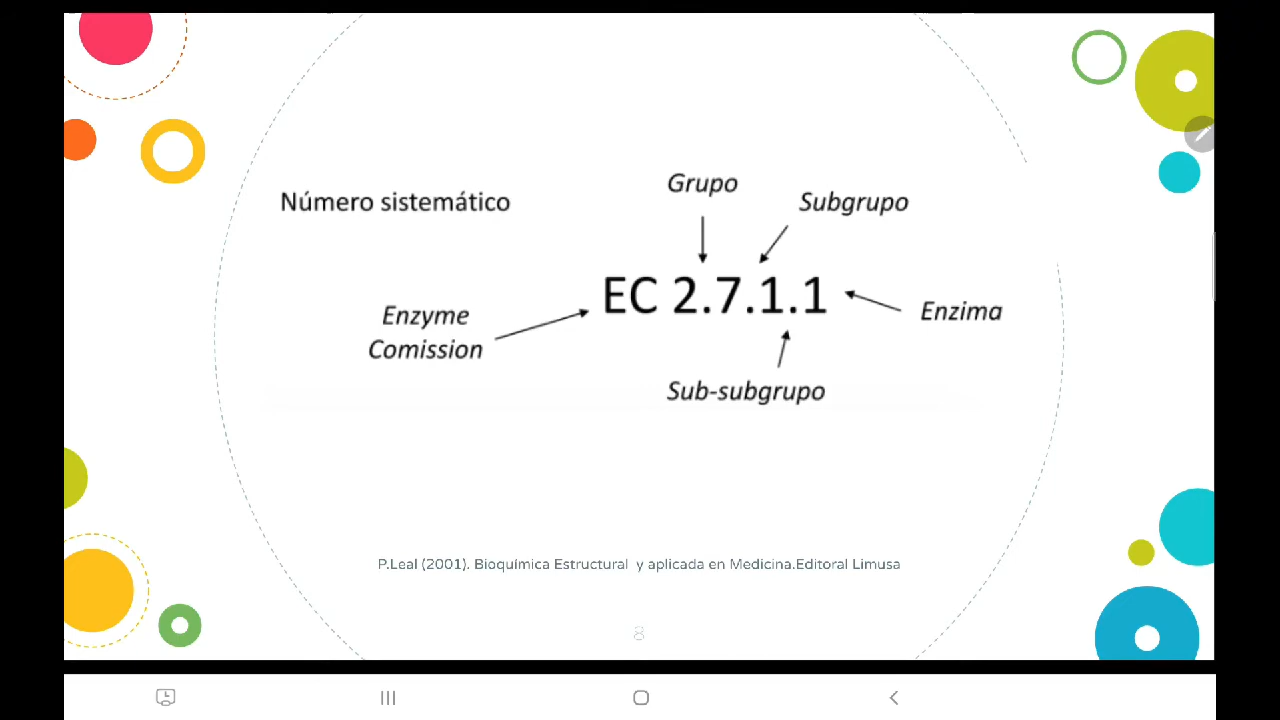 Grupo
Número sistemático
Subgrupo
EC 2.7.1.1
Enzyme
Comission
Enzima
Sub-subgrupo
P.Leal (2001). Bioquímica Estructural y aplicada en Medicina.Editoral Limusa
8